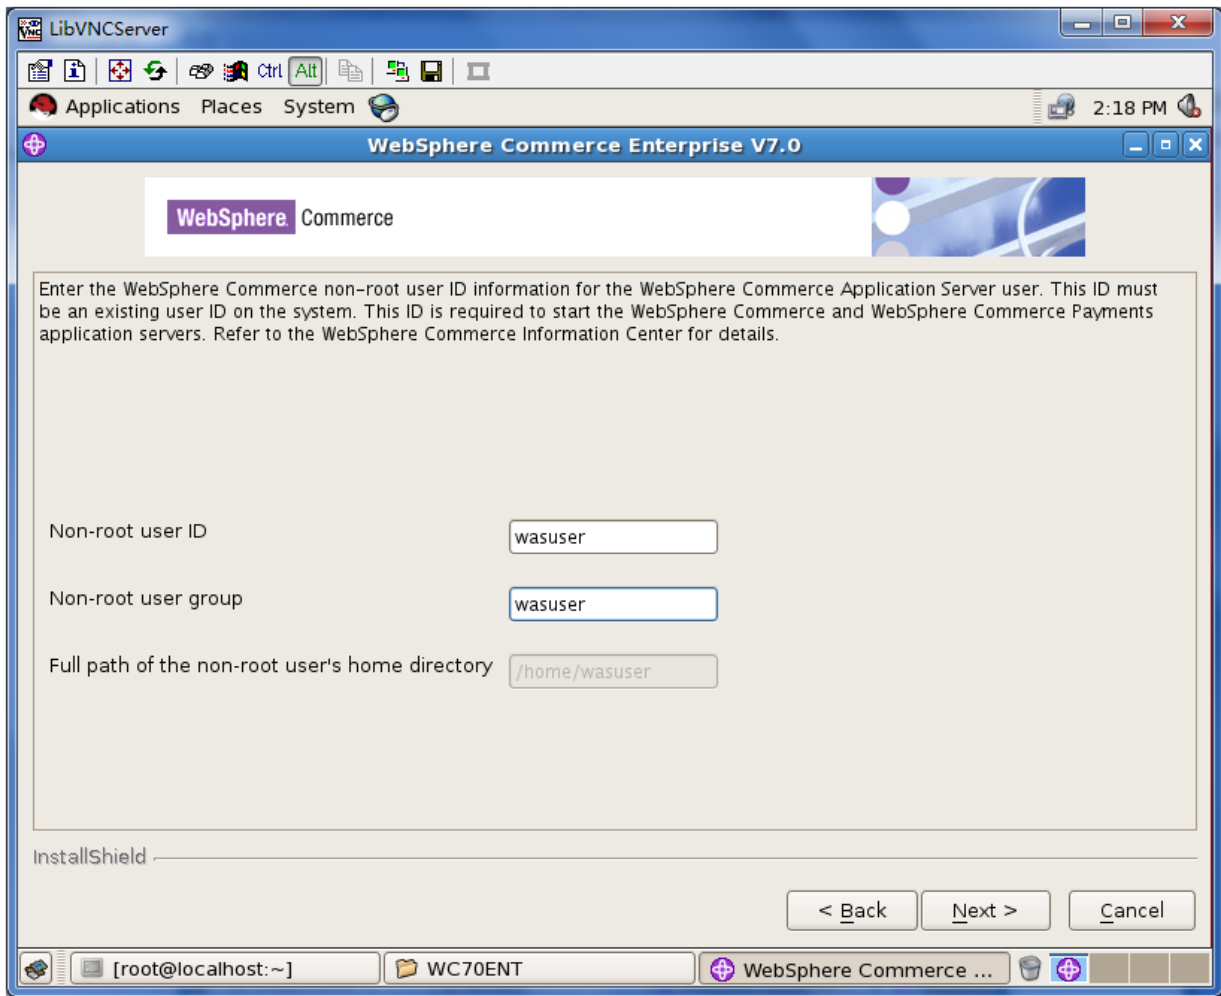 LibVNCServer
Ctrl Alt
Applications Places System
2:18 PM
WebSphere Commerce Enterprise V7.0
WebSphere. Commerce
Enter the WebSphere Commerce non-root user ID information for the WebSphere Commerce Application Server user. This ID must
be an existing user ID on the system. This ID is required to start the WebSphere Commerce and WebSphere Commerce Payments
application servers. Refer to the WebSphere Commerce Information Center for details.
Non-root user ID
wasuser
Non-root user group
wasuser
Full path of the non-root user's home directory
/home/wasuser
InstallShield
< Back
Next >
Cancel
[root@localhost:~]
WC70ENT
WebSphere Commerce ...